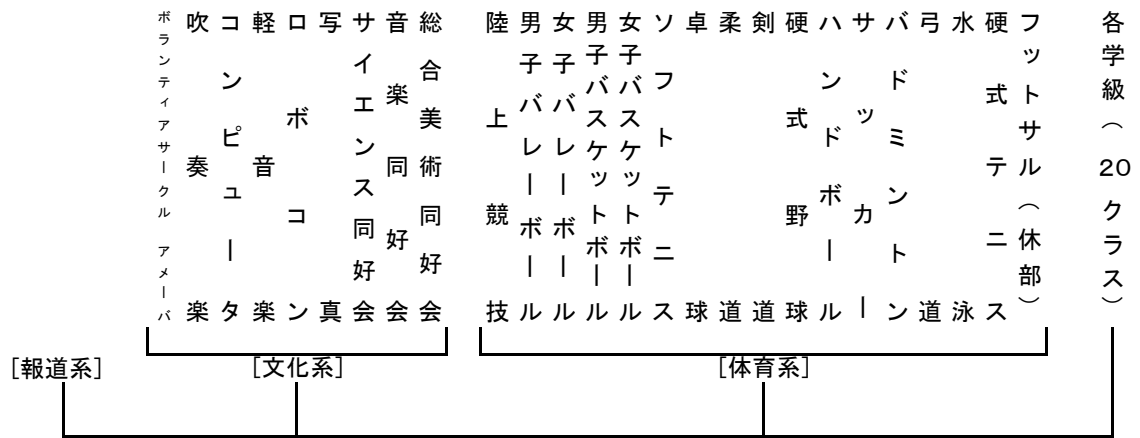 各学級(20クラス)
フットサル(休部)
硬式テニス
水泳
弓道
バドミントン
サッカー
ハンドボール
硬式野球
剣道
柔道
卓球
ソフトテニス
女子バスケットボール
男子バスケットボール
女子バレーボール
男子バレーボール
陸上競技
総合美術同好会
音楽同好会
サイエンス同好会
写真
ロボコン
軽音楽
コンピュータ
吹奏楽
ボランティアサークル アメーバ
[体育系]
[文化系]
[報道系]